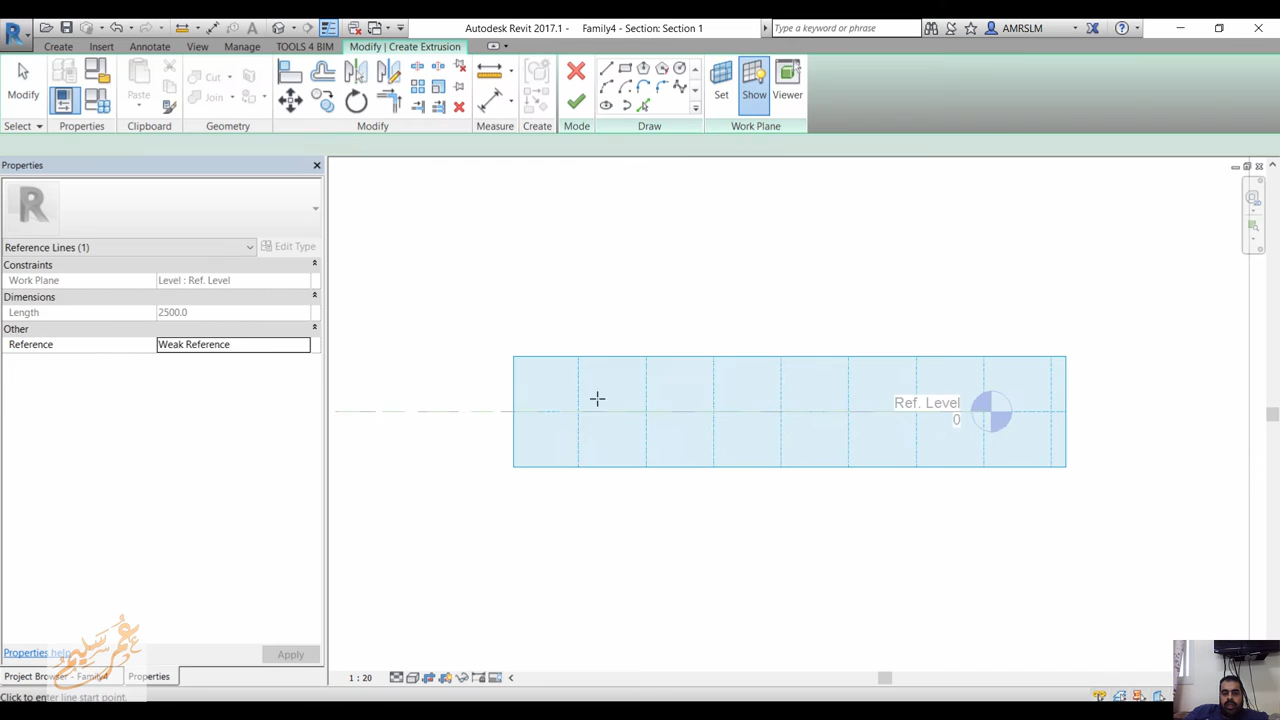 Autodesk Revit 2017.1 - Family4 - Section: Section 1
Type a keyword or phrase
AMRSLM
Create Insert Annotate View Manage TOOLS 4 BIM Modify | Create Extrusion
Modify
Paste
Cut
Join
Set Show Viewer
Select Properties Clipboard Geometry Modify Measure Create Mode Draw Work Plane
Properties
Reference Lines (1) Edit Type
Constraints
Work Plane Level : Ref. Level
Dimensions
Length 2500.0
Other
Reference Weak Reference
Ref. Level
0
Properties help
Apply
عمر سليم
Project Browser - Family4 Properties
1 : 20
Click to enter line start point.